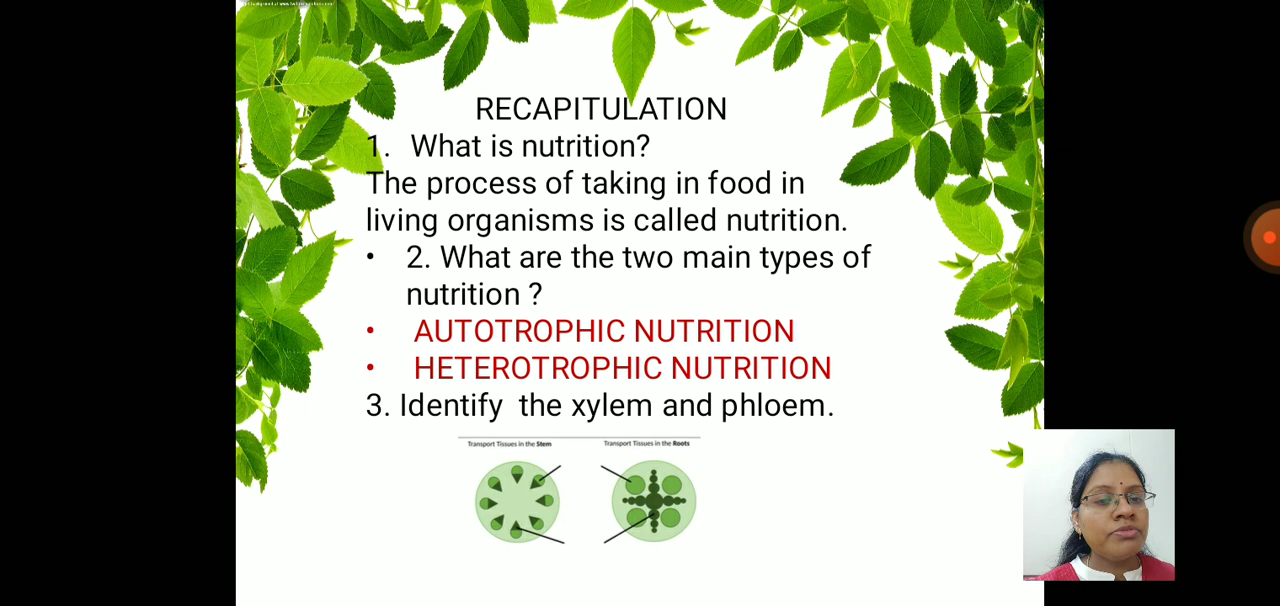 RECAPITULATION
1. What is nutrition?
The process of taking in food in
living organisms is called nutrition.
• 2. What are the two main types of
nutrition ?
• AUTOTROPHIC NUTRITION
• HETEROTROPHIC NUTRITION
3. Identify the xylem and phloem.
Transport Tissues in the Stem
Transport Tissues in the Roots